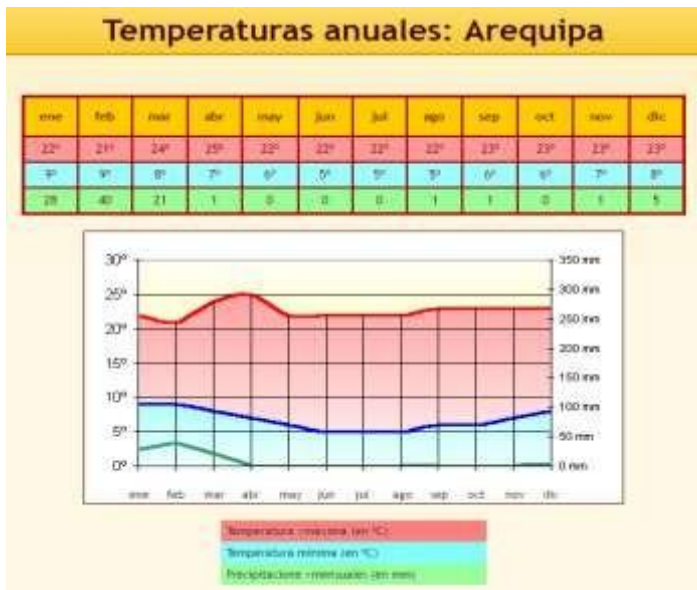 Temperaturas anuales: Arequipa
ene feb mar abr may jun jul ago sep oct nov dic
22º 21º 24º 25º 22º 22º 22º 22º 23º 23º 23º 23º
9º 9º 8º 7º 6º 5º 5º 5º 6º 6º 7º 8º
28 40 21 1 0 0 0 1 1 0 1 5
30º 350 mm
25º 300 mm
20º 250 mm
200 mm
15º 150 mm
10º 100 mm
5º 50 mm
0º 0 mm
ene feb mar abr may jun jul ago sep oct nov dic
Temperatura maxima (en ºC)
Temperatura minima (en ºC)
Precipitaciones mensuales (en mm)